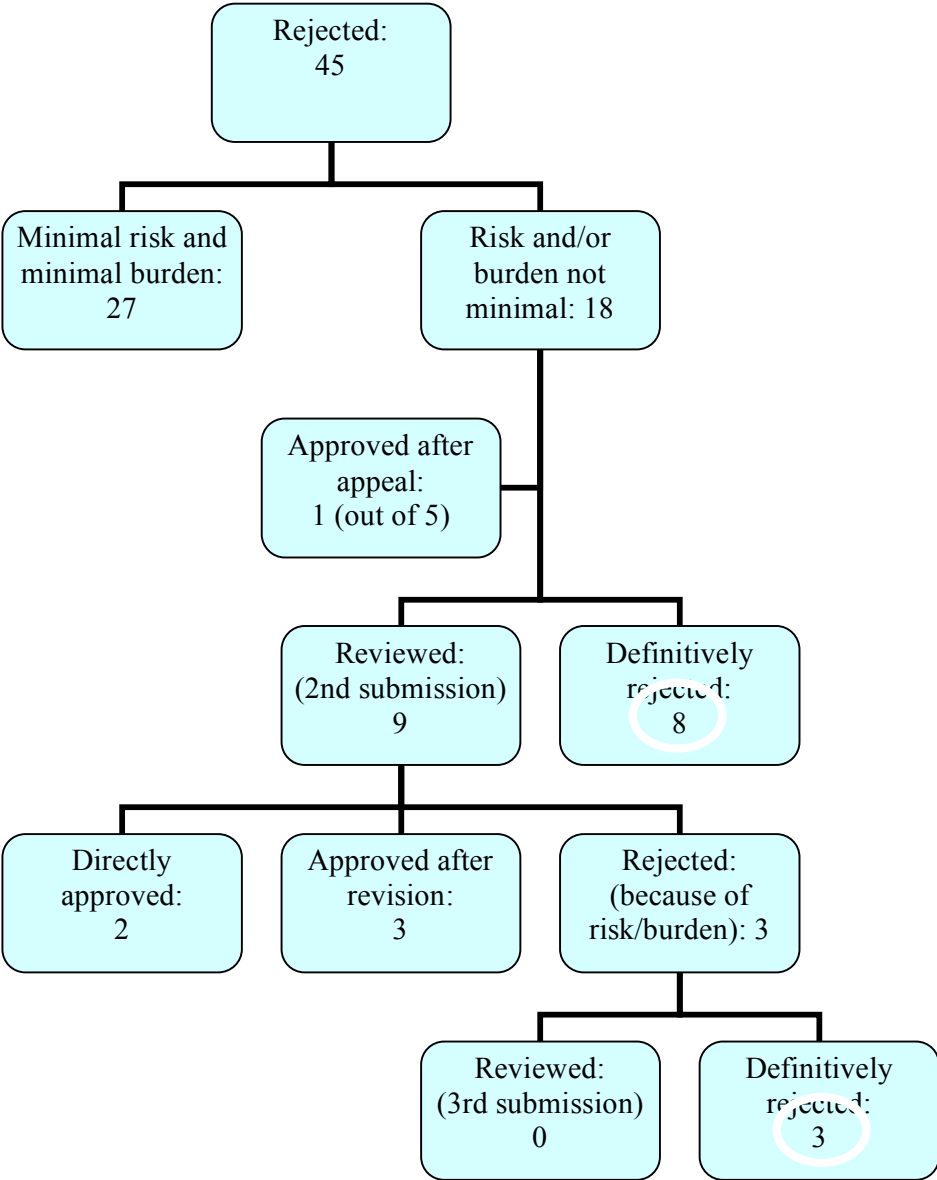 Rejected:
45
Minimal risk and
minimal burden:
27
Risk and/or
burden not
minimal: 18
Approved after
appeal:
1 (out of 5)
Reviewed:
(2nd submission)
9
Definitively
rejected:
8
Directly
approved:
2
Approved after
revision:
3
Rejected:
(because of
risk/burden): 3
Reviewed:
(3rd submission)
0
Definitively
rejected:
3